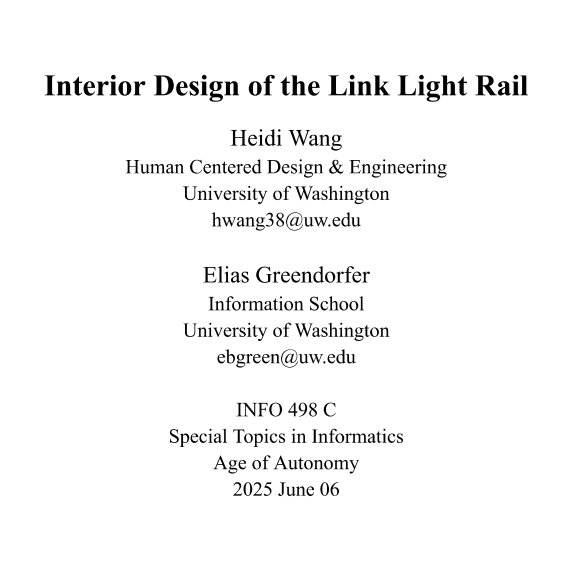 Interior Design of the Link Light Rail
Heidi Wang
Human Centered Design & Engineering
University of Washington
hwang38@uw.edu
Elias Greendorfer
Information School
University of Washington
ebgreen@uw.edu
INFO 498 C
Special Topics in Informatics
Age of Autonomy
2025 June 06